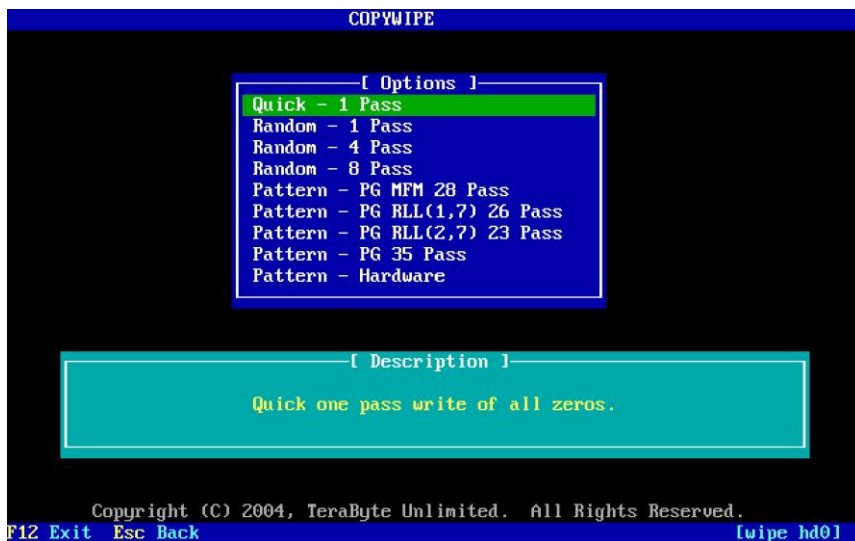 COPYWIPE
[ Options ]
Quick - 1 Pass
Random - 1 Pass
Random - 4 Pass
Random - 8 Pass
Pattern - PG MFM 28 Pass
Pattern - PG RLL(1,7) 26 Pass
Pattern - PG RLL(2,7) 23 Pass
Pattern - PG 35 Pass
Pattern - Hardware
[ Description ]
Quick one pass write of all zeros.
Copyright (C) 2004, TeraByte Unlimited.  All Rights Reserved.
F12 Exit  Esc Back [wipe hd0]